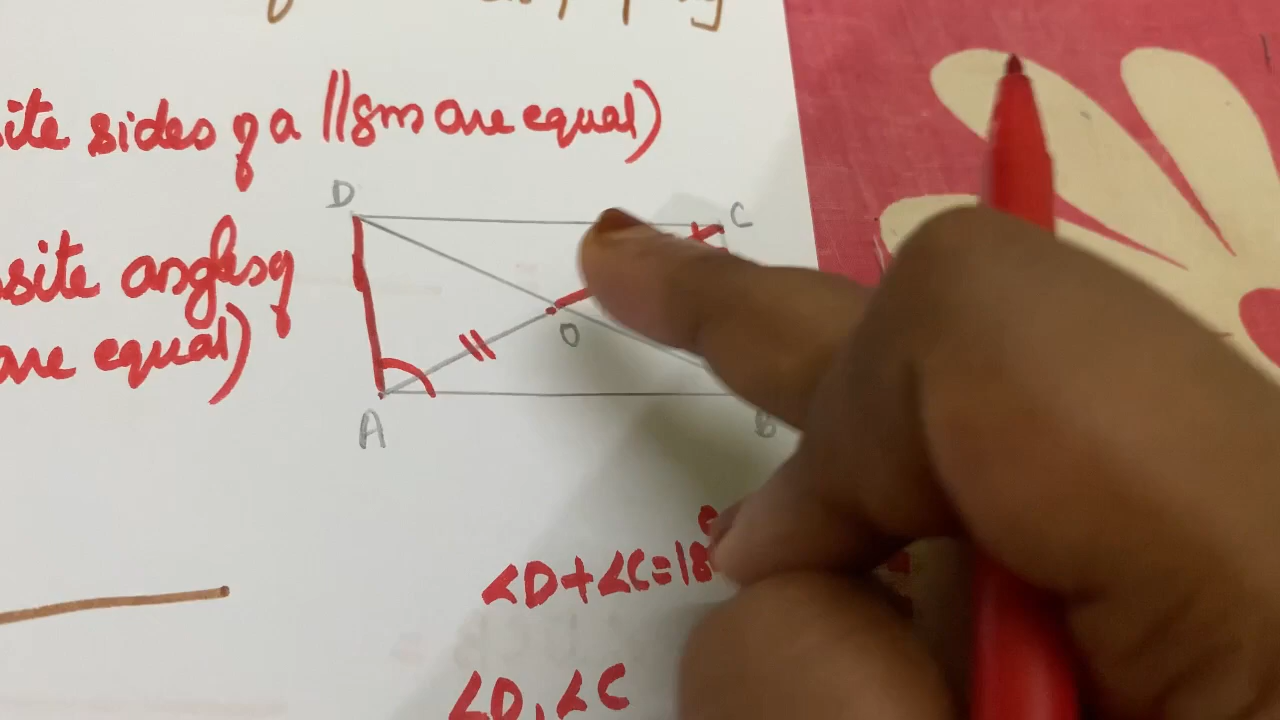 site sides of a ||gm are equal)
D
C
site angles of
are equal)
O
A
B
∠D+∠C=18
∠D, ∠C